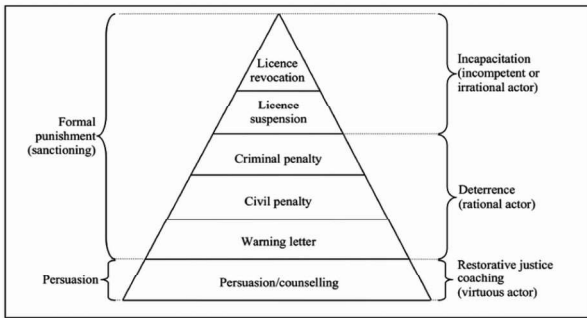 Licence
revocation
Licence
suspension
Criminal penalty
Civil penalty
Warning letter
Persuasion/counselling
Formal
punishment
(sanctioning)
Persuasion
Incapacitation
(incompetent or
irrational actor)
Deterrence
(rational actor)
Restorative justice
coaching
(virtuous actor)